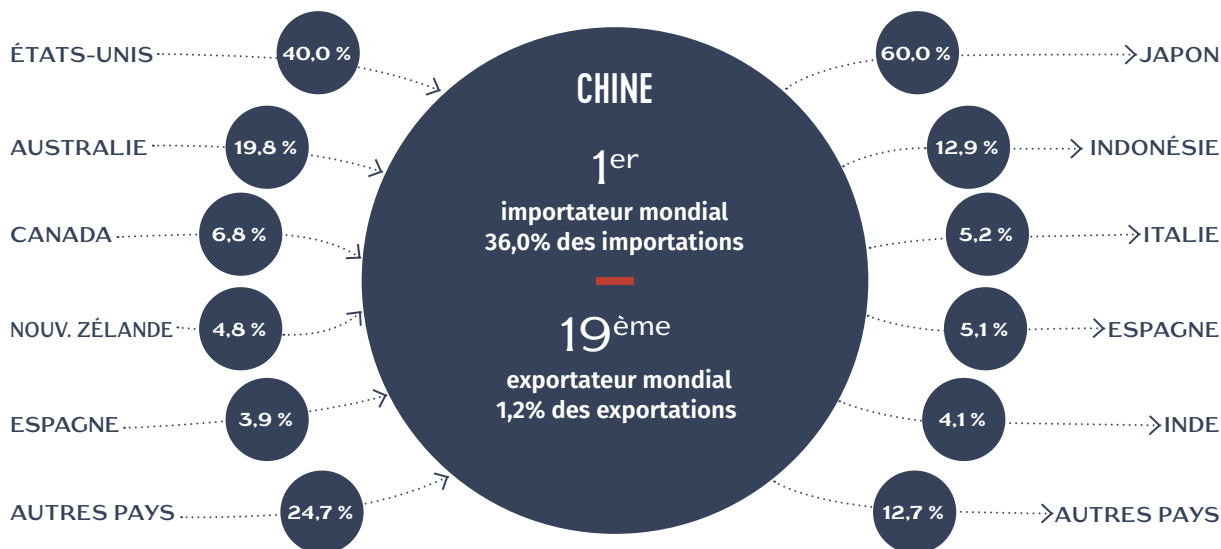 ÉTATS-UNIS
40,0 %
AUSTRALIE
19,8 %
CANADA
6,8 %
NOUV. ZÉLANDE
4,8 %
ESPAGNE
3,9 %
AUTRES PAYS
24,7 %
CHINE
1er
importateur mondial
36,0% des importations
19ème
exportateur mondial
1,2% des exportations
60,0 %
JAPON
12,9 %
INDONÉSIE
5,2 %
ITALIE
5,1 %
ESPAGNE
4,1 %
INDE
12,7 %
AUTRES PAYS